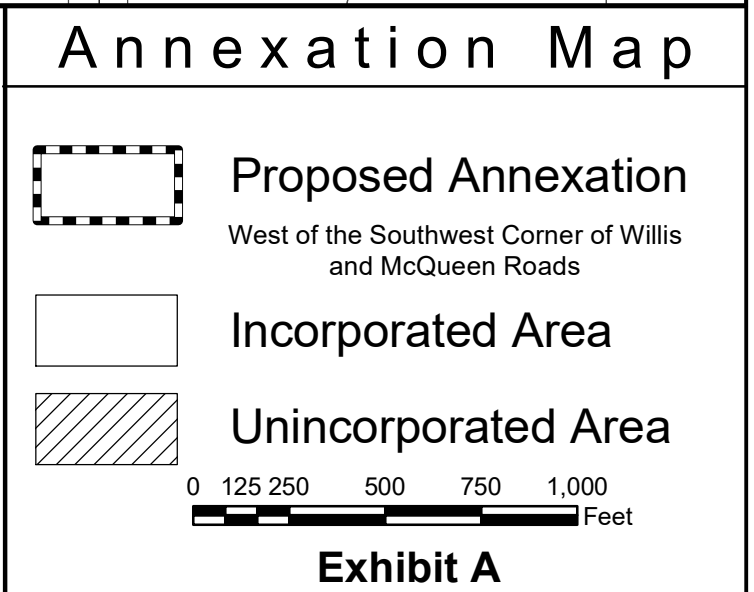 Annexation Map
Proposed Annexation
West of the Southwest Corner of Willis
and McQueen Roads
Incorporated Area
Unincorporated Area
0 125 250 500 750 1,000
Feet
Exhibit A